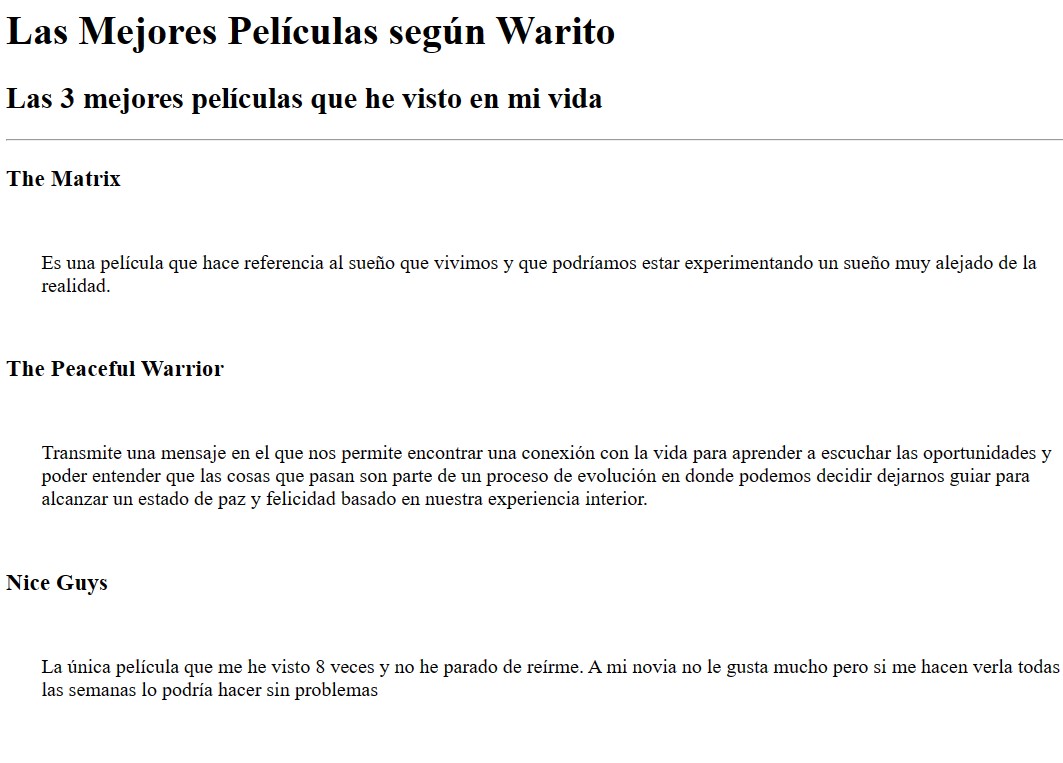 Las Mejores Películas según Warito
Las 3 mejores películas que he visto en mi vida
The Matrix
Es una película que hace referencia al sueño que vivimos y que podríamos estar experimentando un sueño muy alejado de la
realidad.
The Peaceful Warrior
Transmite una mensaje en el que nos permite encontrar una conexión con la vida para aprender a escuchar las oportunidades y
poder entender que las cosas que pasan son parte de un proceso de evolución en donde podemos decidir dejarnos guiar para
alcanzar un estado de paz y felicidad basado en nuestra experiencia interior.
Nice Guys
La única película que me he visto 8 veces y no he parado de reírme. A mi novia no le gusta mucho pero si me hacen verla todas
las semanas lo podría hacer sin problemas